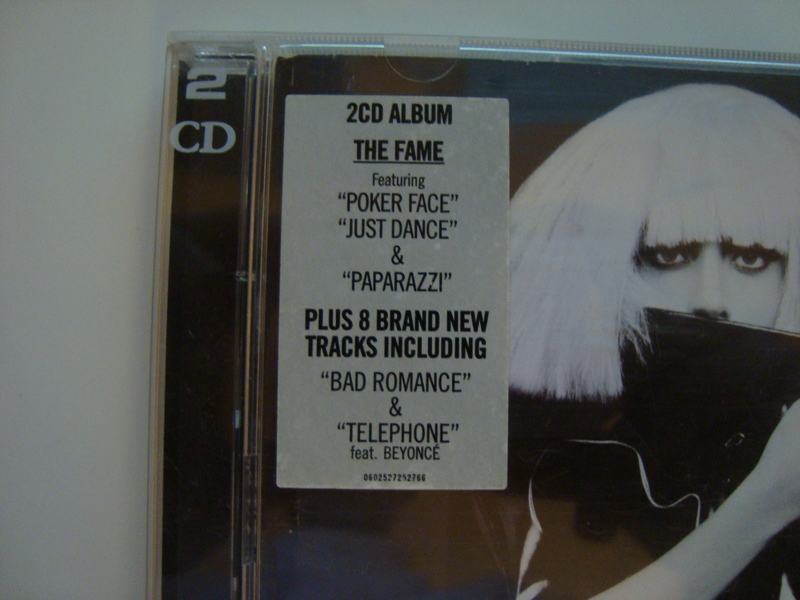 2
CD
2CD ALBUM
THE FAME
Featuring
“POKER FACE”
“JUST DANCE”
&
“PAPARAZZI”
PLUS 8 BRAND NEW
TRACKS INCLUDING
“BAD ROMANCE”
&
“TELEPHONE”
feat. BEYONCÉ
0602527252766